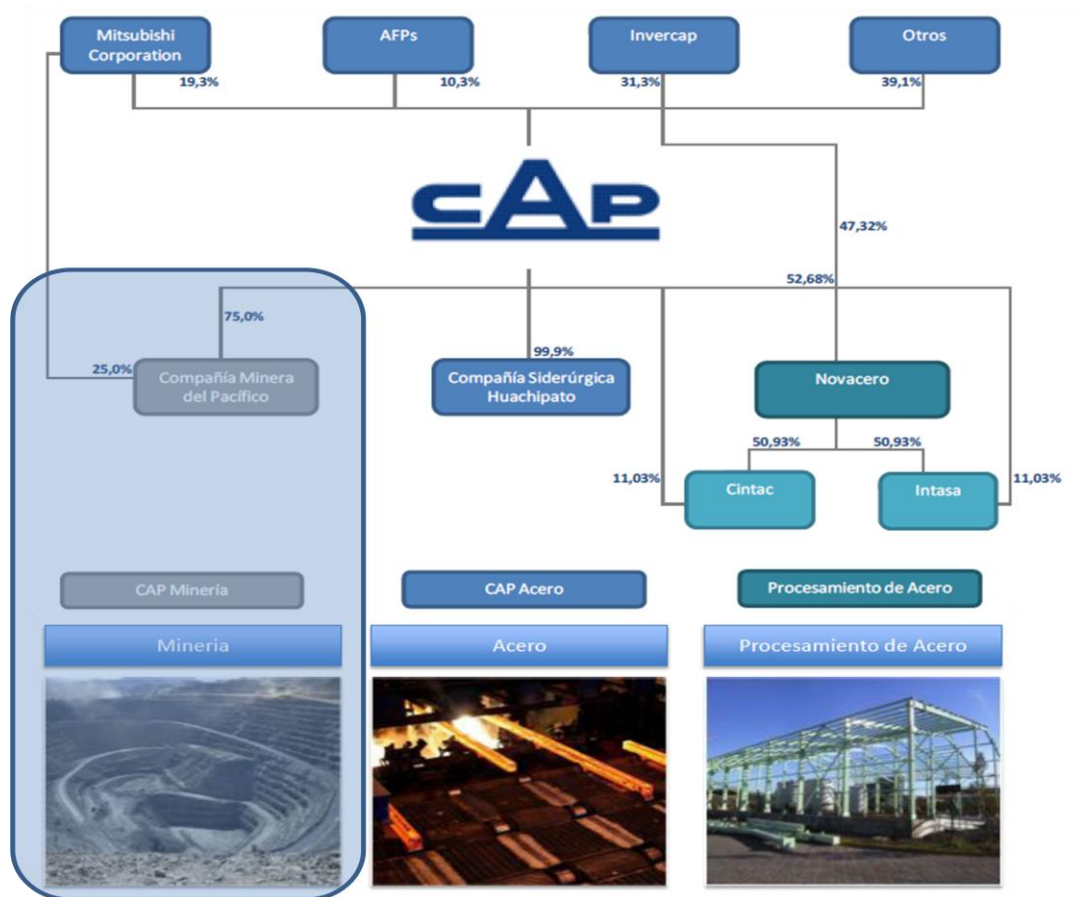 Mitsubishi
Corporation
AFPs
Invercap
Otros
19,3%
10,3%
31,3%
39,1%
CAP
47,32%
52,68%
75,0%
25,0%
99,9%
Compañía Minera
del Pacífico
Compañía Siderúrgica
Huachipato
Novacero
50,93%
50,93%
11,03%
Cintac
Intasa
11,03%
CAP Minería
CAP Acero
Procesamiento de Acero
Mineria
Acero
Procesamiento de Acero